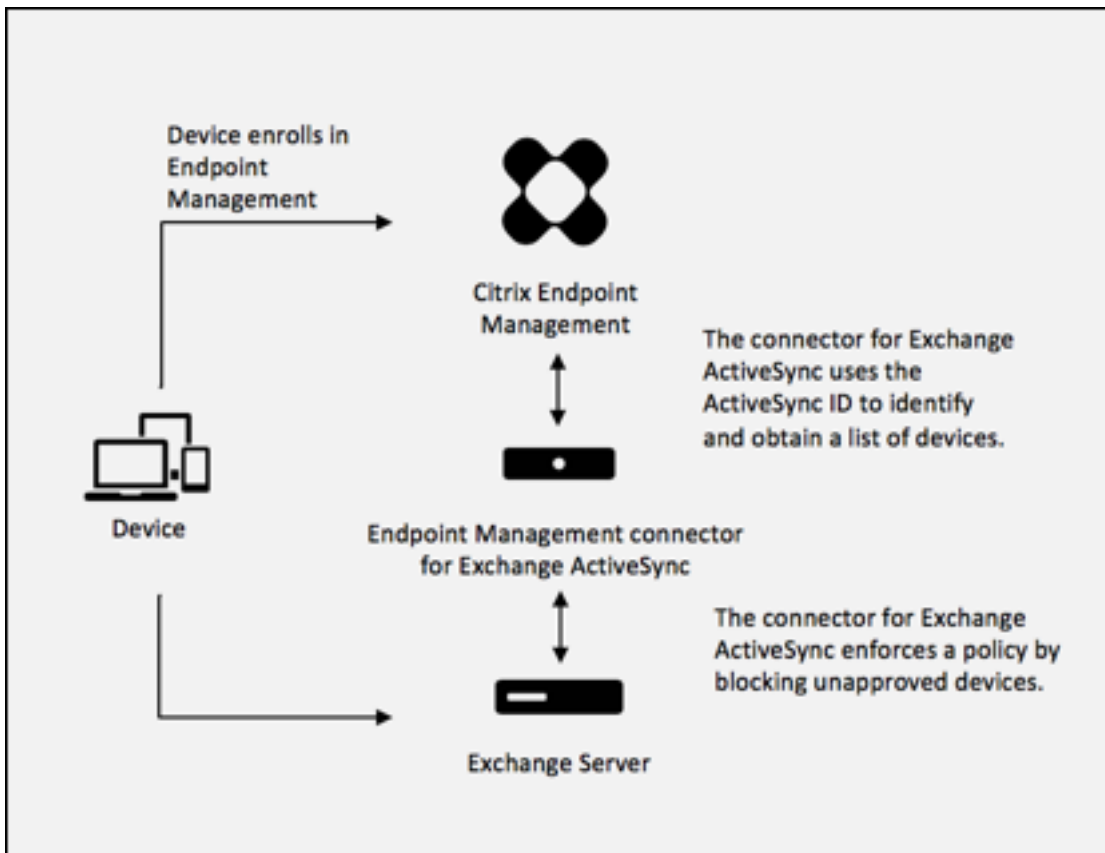 Device enrolls in
Endpoint
Management
Citrix Endpoint
Management
The connector for Exchange
ActiveSync uses the
ActiveSync ID to identify
and obtain a list of devices.
Device
Endpoint Management connector
for Exchange ActiveSync
The connector for Exchange
ActiveSync enforces a policy by
blocking unapproved devices.
Exchange Server